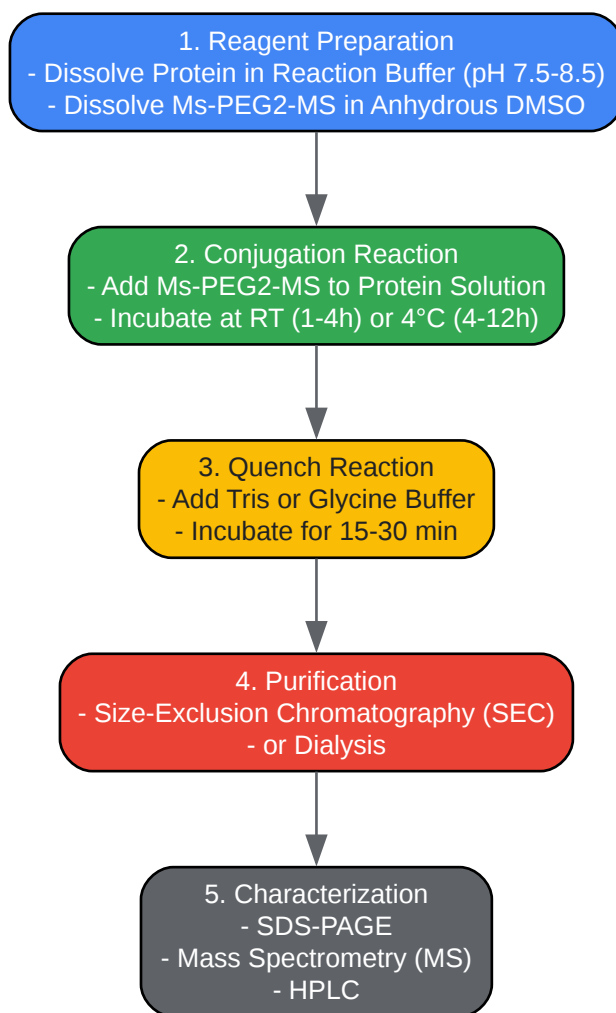 1. Reagent Preparation
- Dissolve Protein in Reaction Buffer (pH 7.5-8.5)
- Dissolve Ms-PEG2-MS in Anhydrous DMSO
2. Conjugation Reaction
- Add Ms-PEG2-MS to Protein Solution
- Incubate at RT (1-4h) or 4°C (4-12h)
3. Quench Reaction
- Add Tris or Glycine Buffer
- Incubate for 15-30 min
4. Purification
- Size-Exclusion Chromatography (SEC)
- or Dialysis
5. Characterization
- SDS-PAGE
- Mass Spectrometry (MS)
- HPLC